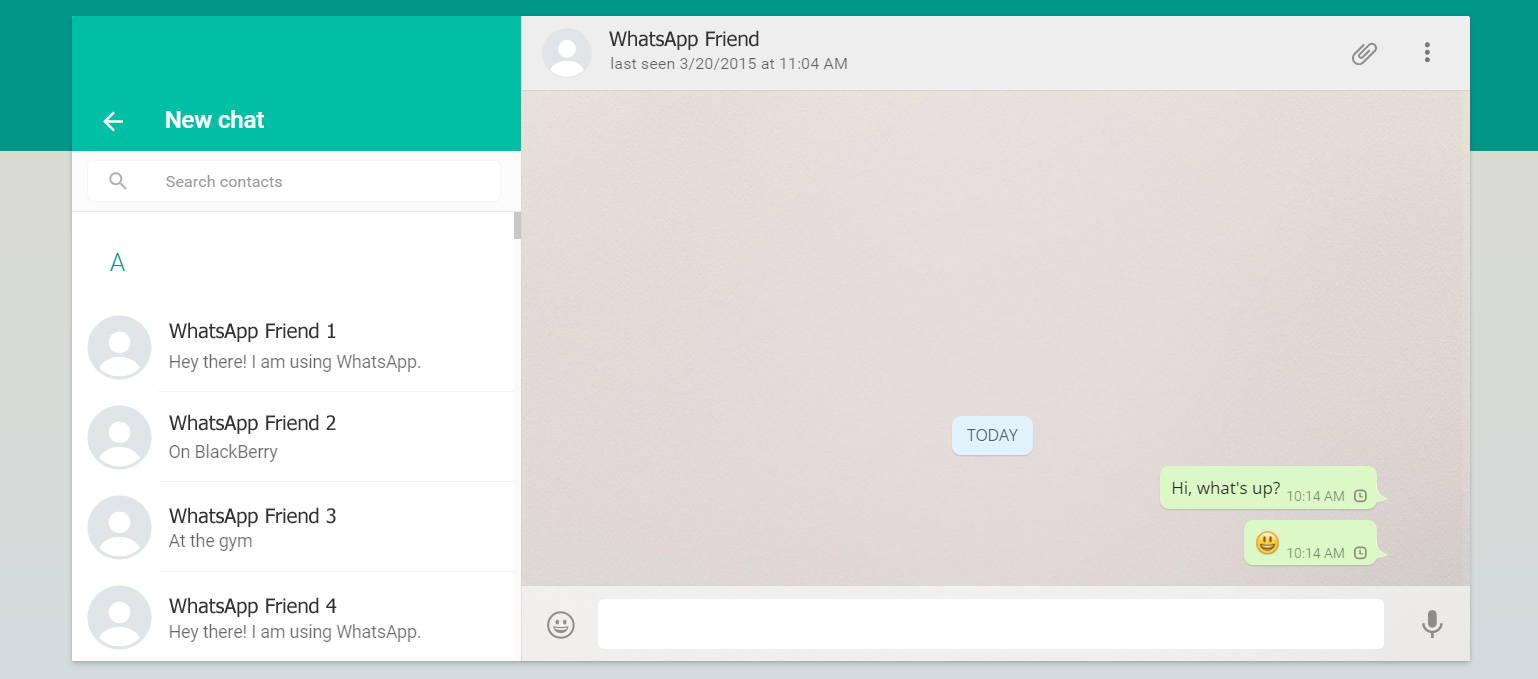 New chat
Search contacts
A
WhatsApp Friend 1
Hey there! I am using WhatsApp.
WhatsApp Friend 2
On BlackBerry
WhatsApp Friend 3
At the gym
WhatsApp Friend 4
Hey there! I am using WhatsApp.
WhatsApp Friend
last seen 3/20/2015 at 11:04 AM
TODAY
Hi, what's up? 10:14 AM
😃 10:14 AM